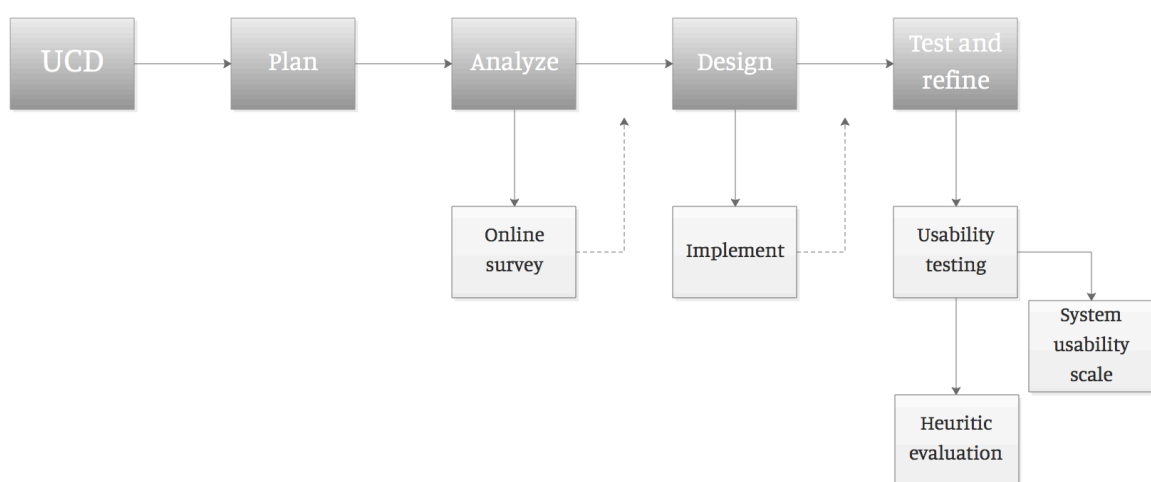 UCD
Plan
Analyze
Design
Test and
refine
Online
survey
Implement
Usability
testing
System
usability
scale
Heuritic
evaluation